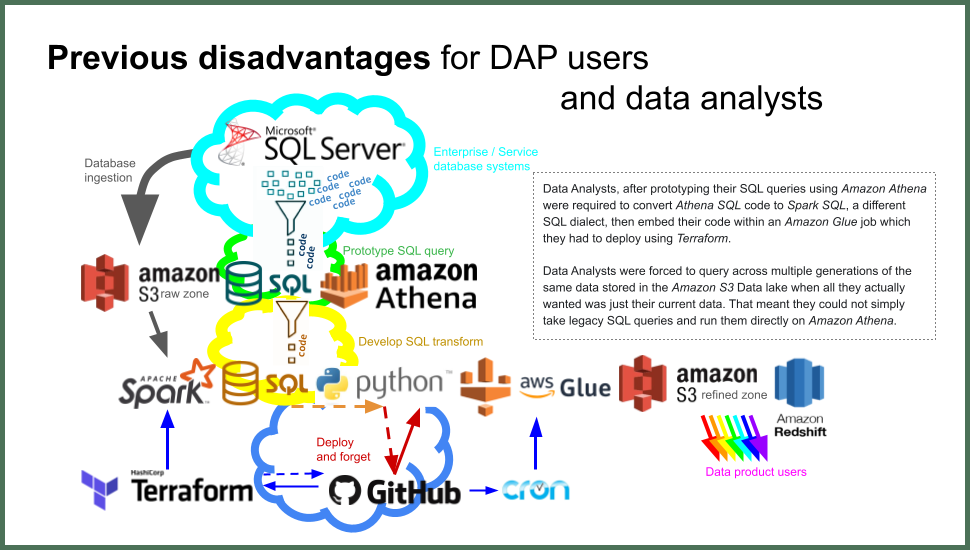 Previous disadvantages for DAP users
and data analysts
Microsoft®
SQL Server®
Database
ingestion
Enterprise / Service
database systems
code
code code
code code
code
code
code
Data Analysts, after prototyping their SQL queries using Amazon Athena
were required to convert Athena SQL code to Spark SQL, a different
SQL dialect, then embed their code within an Amazon Glue job which
they had to deploy using Terraform.
Data Analysts were forced to query across multiple generations of the
same data stored in the Amazon S3 Data lake when all they actually
wanted was just their current data. That meant they could not simply
take legacy SQL queries and run them directly on Amazon Athena.
Prototype SQL query
amazon
S3 raw zone
SQL
amazon
Athena
code
Develop SQL transform
APACHE
Spark™
SQL
python™
aws
Glue
amazon
S3 refined zone
Amazon
Redshift
Deploy
and forget
Data product users
HashiCorp
Terraform
GitHub
cron